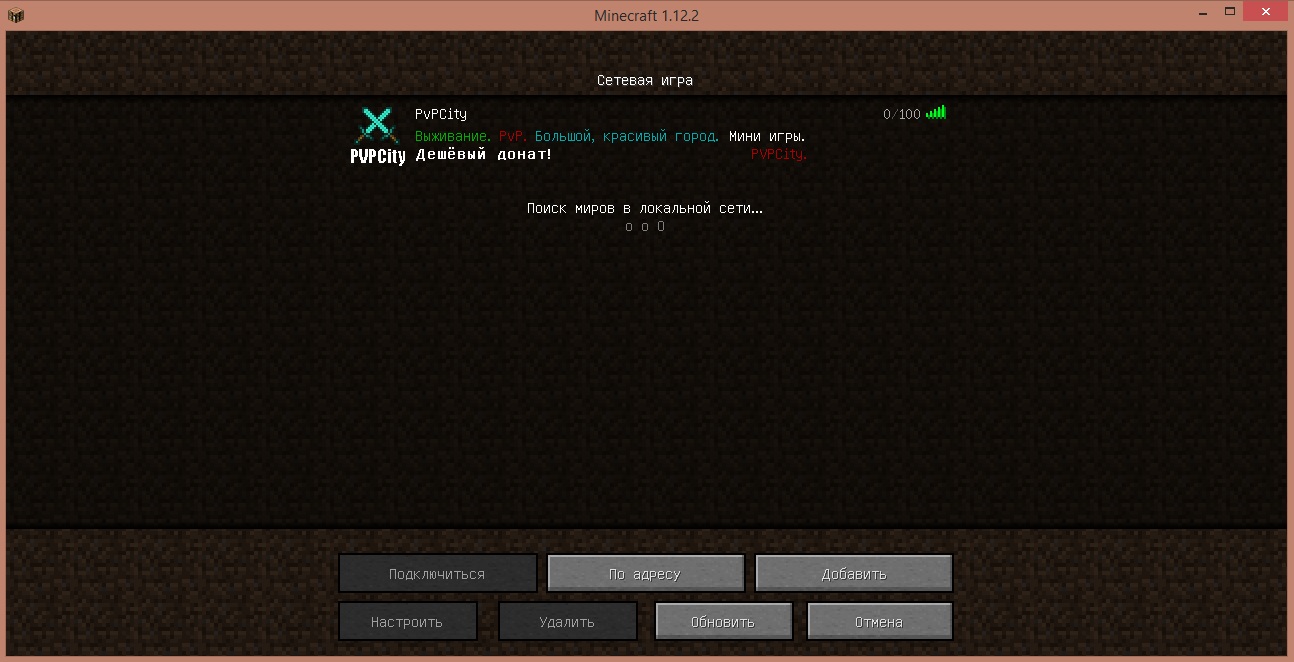 Minecraft 1.12.2
Сетевая игра
PvPCity 0/100
Выживание. PvP. Большой, красивый город. Мини игры.
PVPCity Дешёвый донат! PVPCity.
Поиск миров в локальной сети...
o o O
Подключиться По адресу Добавить
Настроить Удалить Обновить Отмена